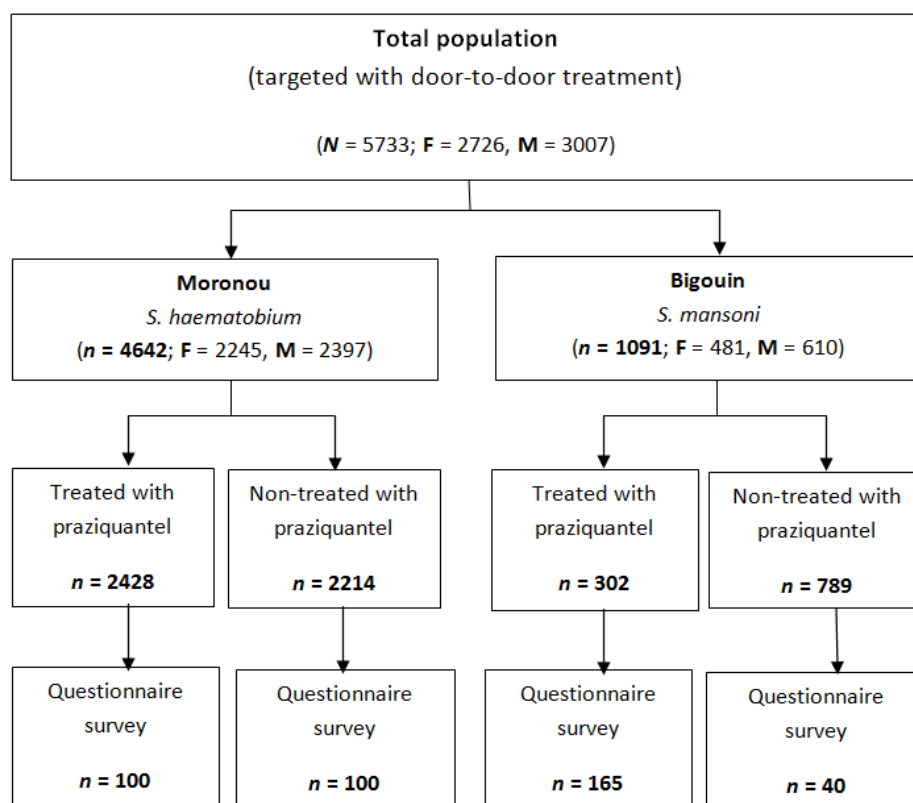 Total population
(targeted with door-to-door treatment)
(N = 5733; F = 2726, M = 3007)
Moronou
S. haematobium
(n = 4642; F = 2245, M = 2397)
Bigouin
S. mansoni
(n = 1091; F = 481, M = 610)
Treated with
praziquantel
n = 2428
Non-treated with
praziquantel
n = 2214
Treated with
praziquantel
n = 302
Non-treated with
praziquantel
n = 789
Questionnaire
survey
n = 100
Questionnaire
survey
n = 100
Questionnaire
survey
n = 165
Questionnaire
survey
n = 40